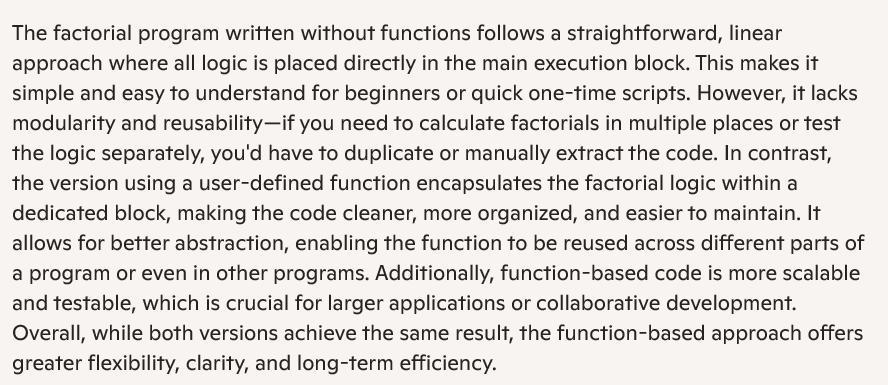 The factorial program written without functions follows a straightforward, linear
approach where all logic is placed directly in the main execution block. This makes it
simple and easy to understand for beginners or quick one-time scripts. However, it lacks
modularity and reusability—if you need to calculate factorials in multiple places or test
the logic separately, you'd have to duplicate or manually extract the code. In contrast,
the version using a user-defined function encapsulates the factorial logic within a
dedicated block, making the code cleaner, more organized, and easier to maintain. It
allows for better abstraction, enabling the function to be reused across different parts of
a program or even in other programs. Additionally, function-based code is more scalable
and testable, which is crucial for larger applications or collaborative development.
Overall, while both versions achieve the same result, the function-based approach offers
greater flexibility, clarity, and long-term efficiency.